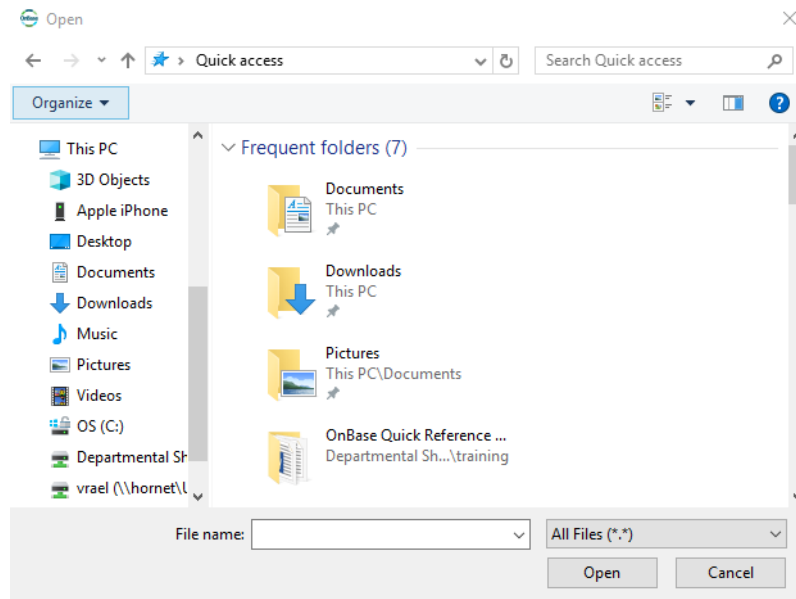 OnBase
Open
Quick access
Search Quick access
Organize
This PC
3D Objects
Apple iPhone
Desktop
Documents
Downloads
Music
Pictures
Videos
OS (C:)
Departmental Sh
vrael (\\hornet\U
Frequent folders (7)
Documents
This PC
Downloads
This PC
Pictures
This PC\Documents
OnBase Quick Reference ...
Departmental Sh...\training
File name:
All Files (*.*)
Open
Cancel